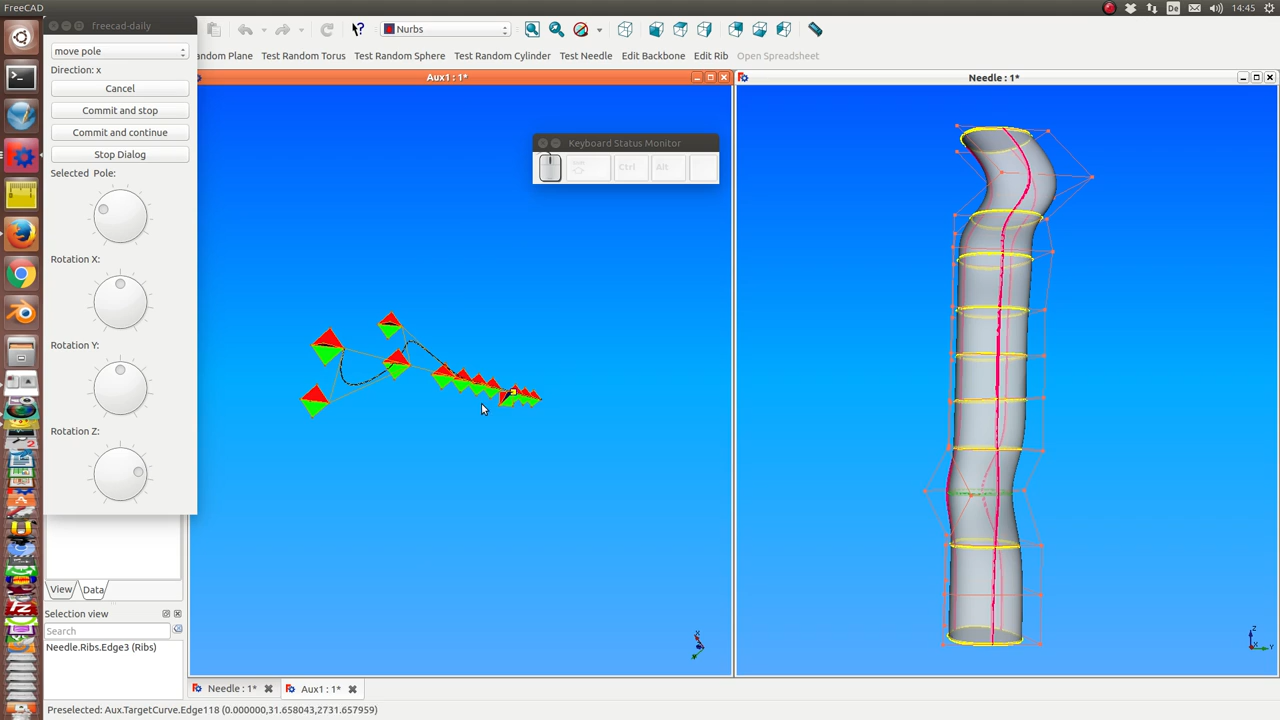 FreeCAD
De
14:45
freecad-daily
move pole
Direction: x
Cancel
Commit and stop
Commit and continue
Stop Dialog
Selected Pole:
Rotation X:
Rotation Y:
Rotation Z:
Nurbs
andom Plane
Test Random Torus
Test Random Sphere
Test Random Cylinder
Test Needle
Edit Backbone
Edit Rib
Open Spreadsheet
Aux1 : 1*
Needle : 1*
Keyboard Status Monitor
Ctrl
Alt
X
Z
Y
View
Data
Selection view
Search
Needle.Ribs.Edge3 (Ribs)
Needle : 1*
Aux1 : 1*
Preselected: Aux.TargetCurve.Edge118 (0.000000,31.658043,2731.657959)